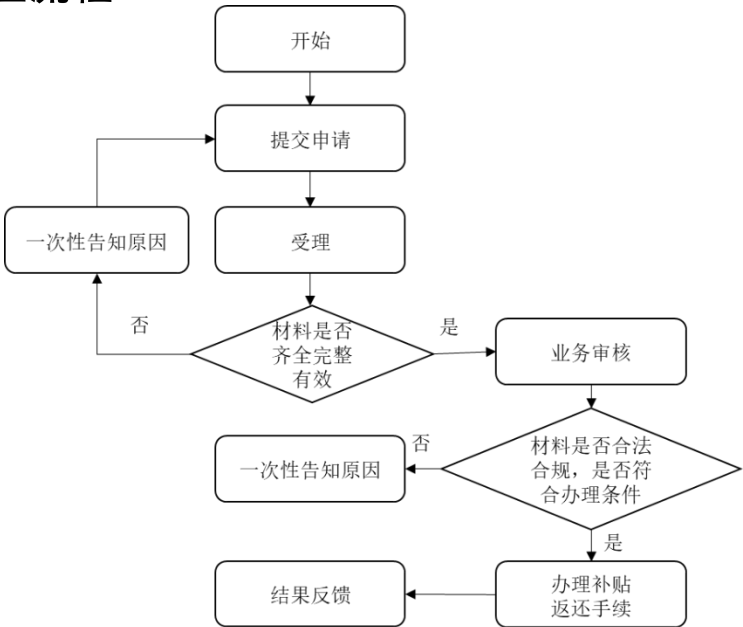 开始
提交申请
一次性告知原因
受理
否
材料是否
齐全完整
有效
是
业务审核
否
一次性告知原因
材料是否合法
合规，是否符
合办理条件
是
结果反馈
办理补贴
返还手续